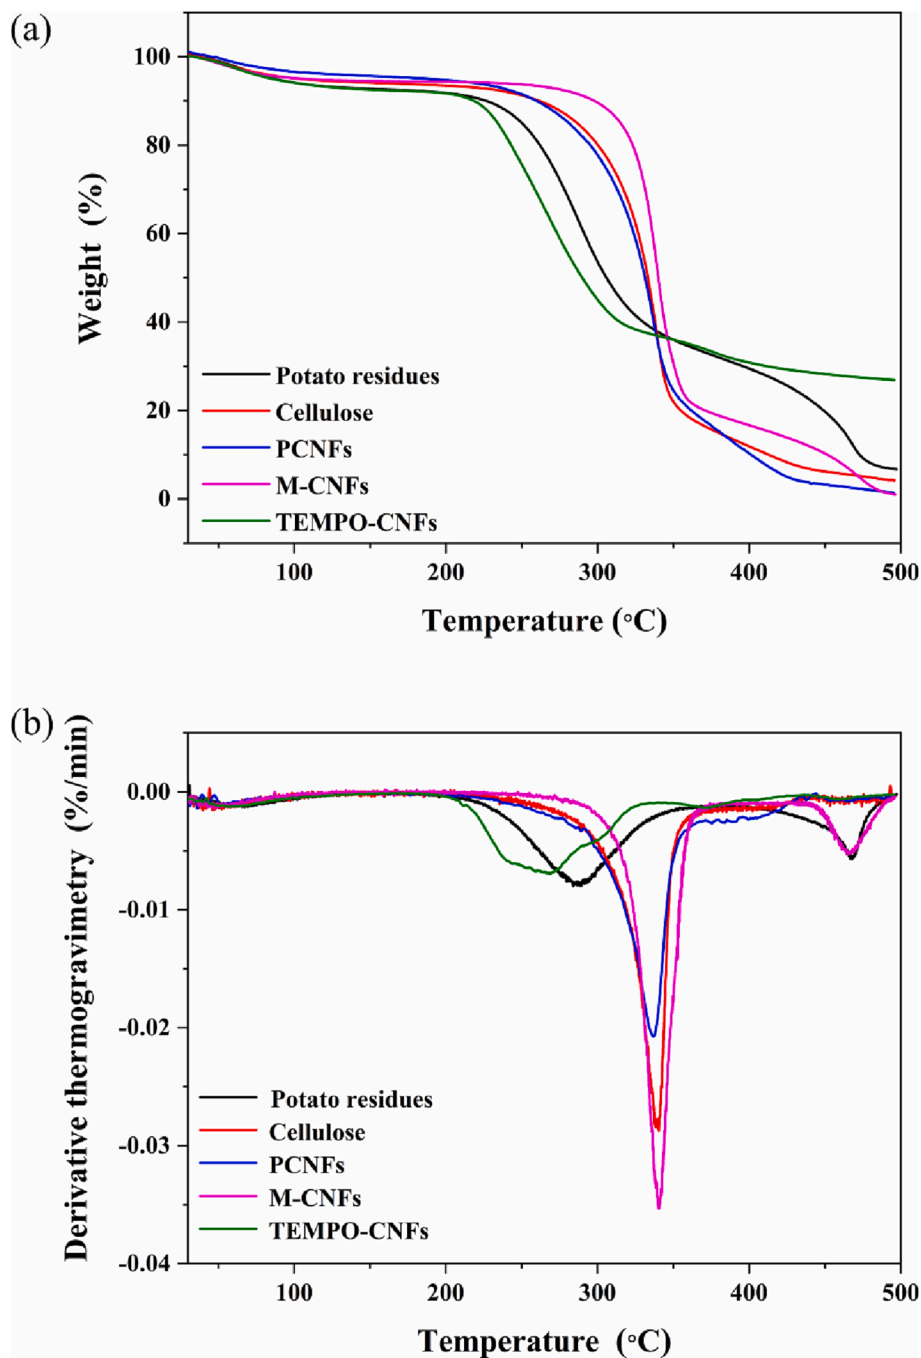 (a)
Weight (%)
100
80
60
40
20
0
Potato residues
Cellulose
PCNFs
M-CNFs
TEMPO-CNFs
100 200 300 400 500
Temperature (°C)
(b)
Derivative thermogravimetry (%/min)
0.00
-0.01
-0.02
-0.03
-0.04
Potato residues
Cellulose
PCNFs
M-CNFs
TEMPO-CNFs
100 200 300 400 500
Temperature (°C)